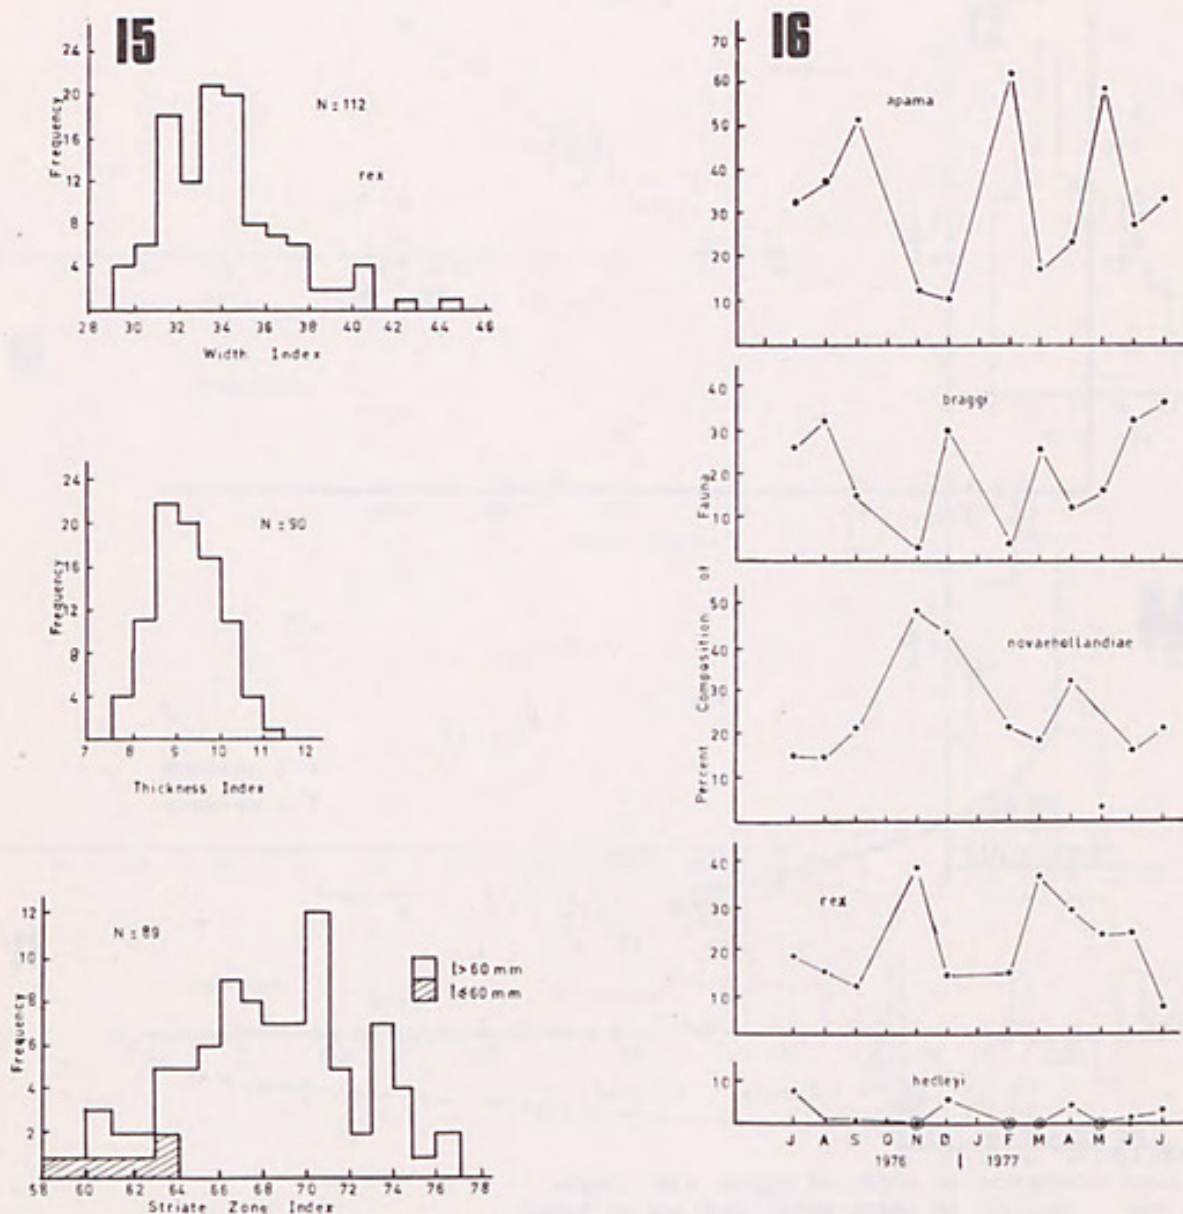 15
24
20
16
12
8
4
Frequency
N = 112
rex
28 30 32 34 36 38 40 42 44 46
Width Index
24
20
16
12
8
4
Frequency
N = 90
7 8 9 10 11 12
Thickness Index
12
10
8
6
4
2
Frequency
N = 89
l>60 mm
l≤60 mm
58 60 62 64 66 68 70 72 74 76 78
Striate Zone Index
16
Percent Composition of Fauna
70
60
50
40
30
20
10
apama
40
30
20
10
braggi
50
40
30
20
10
novaehollandiae
40
30
20
10
rex
10
hedleyi
J A S O N D J F M A M J J
1976 | 1977